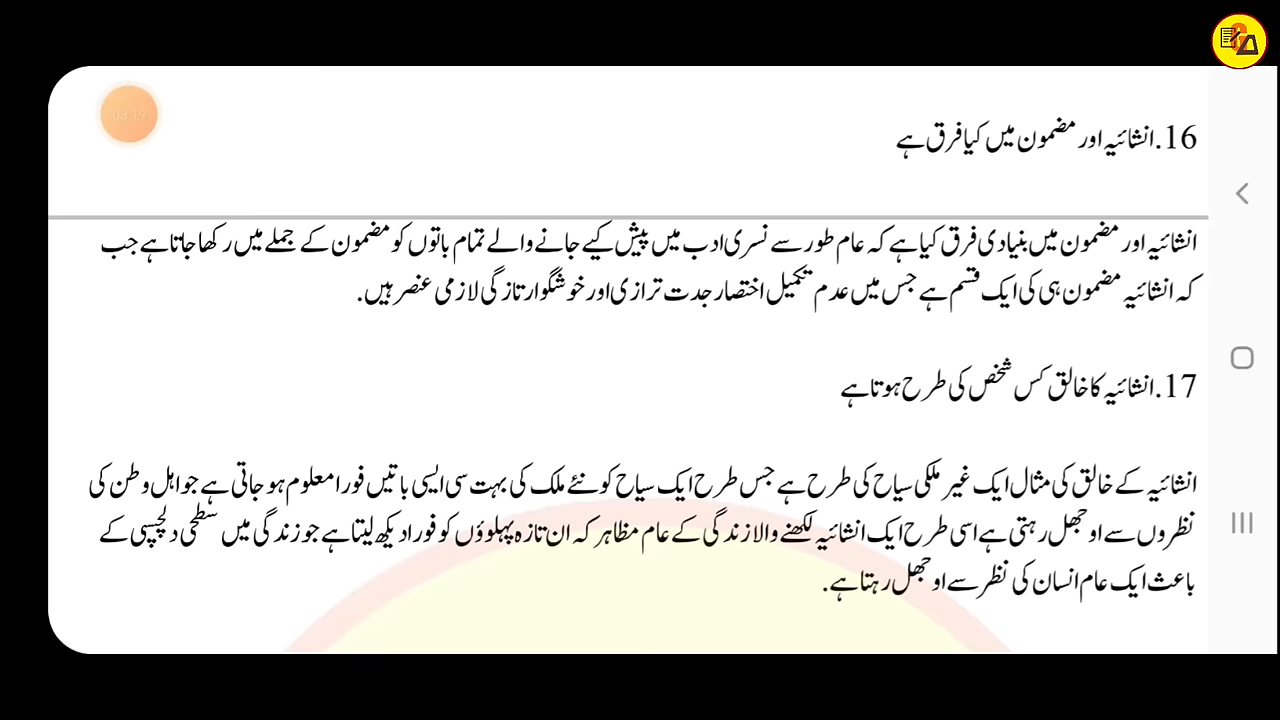 03:19
16.انشائیہ اور مضمون میں کیا فرق ہے
انشائیہ اور مضمون میں بنیادی فرق کیا ہے کہ عام طور سے نسری ادب میں پیش کیے جانے والے تمام باتوں کو مضمون کے جملے میں رکھا جاتا ہے جب
کہ انشائیہ مضمون ہی کی ایک قسم ہے جس میں عدم تکمیل اختصار جدت ترازی اور خوشگوار تازگی لازمی عنصر ہیں.
17.انشائیہ کا خالق کس شخص کی طرح ہوتا ہے
انشائیہ کے خالق کی مثال ایک غیر ملکی سیاح کی طرح ہے جس طرح ایک سیاح کو نئے ملک کی بہت سی ایسی باتیں فورا معلوم ہو جاتی ہے جو اہل وطن کی
نظروں سے اوجھل رہتی ہے اسی طرح ایک انشائیہ لکھنے والا زندگی کے عام مظاہر کہ ان تازہ پہلوؤں کو فورا دیکھ لیتا ہے جو زندگی میں سطحی دلچسپی کے
باعث ایک عام انسان کی نظر سے اوجھل رہتا ہے.